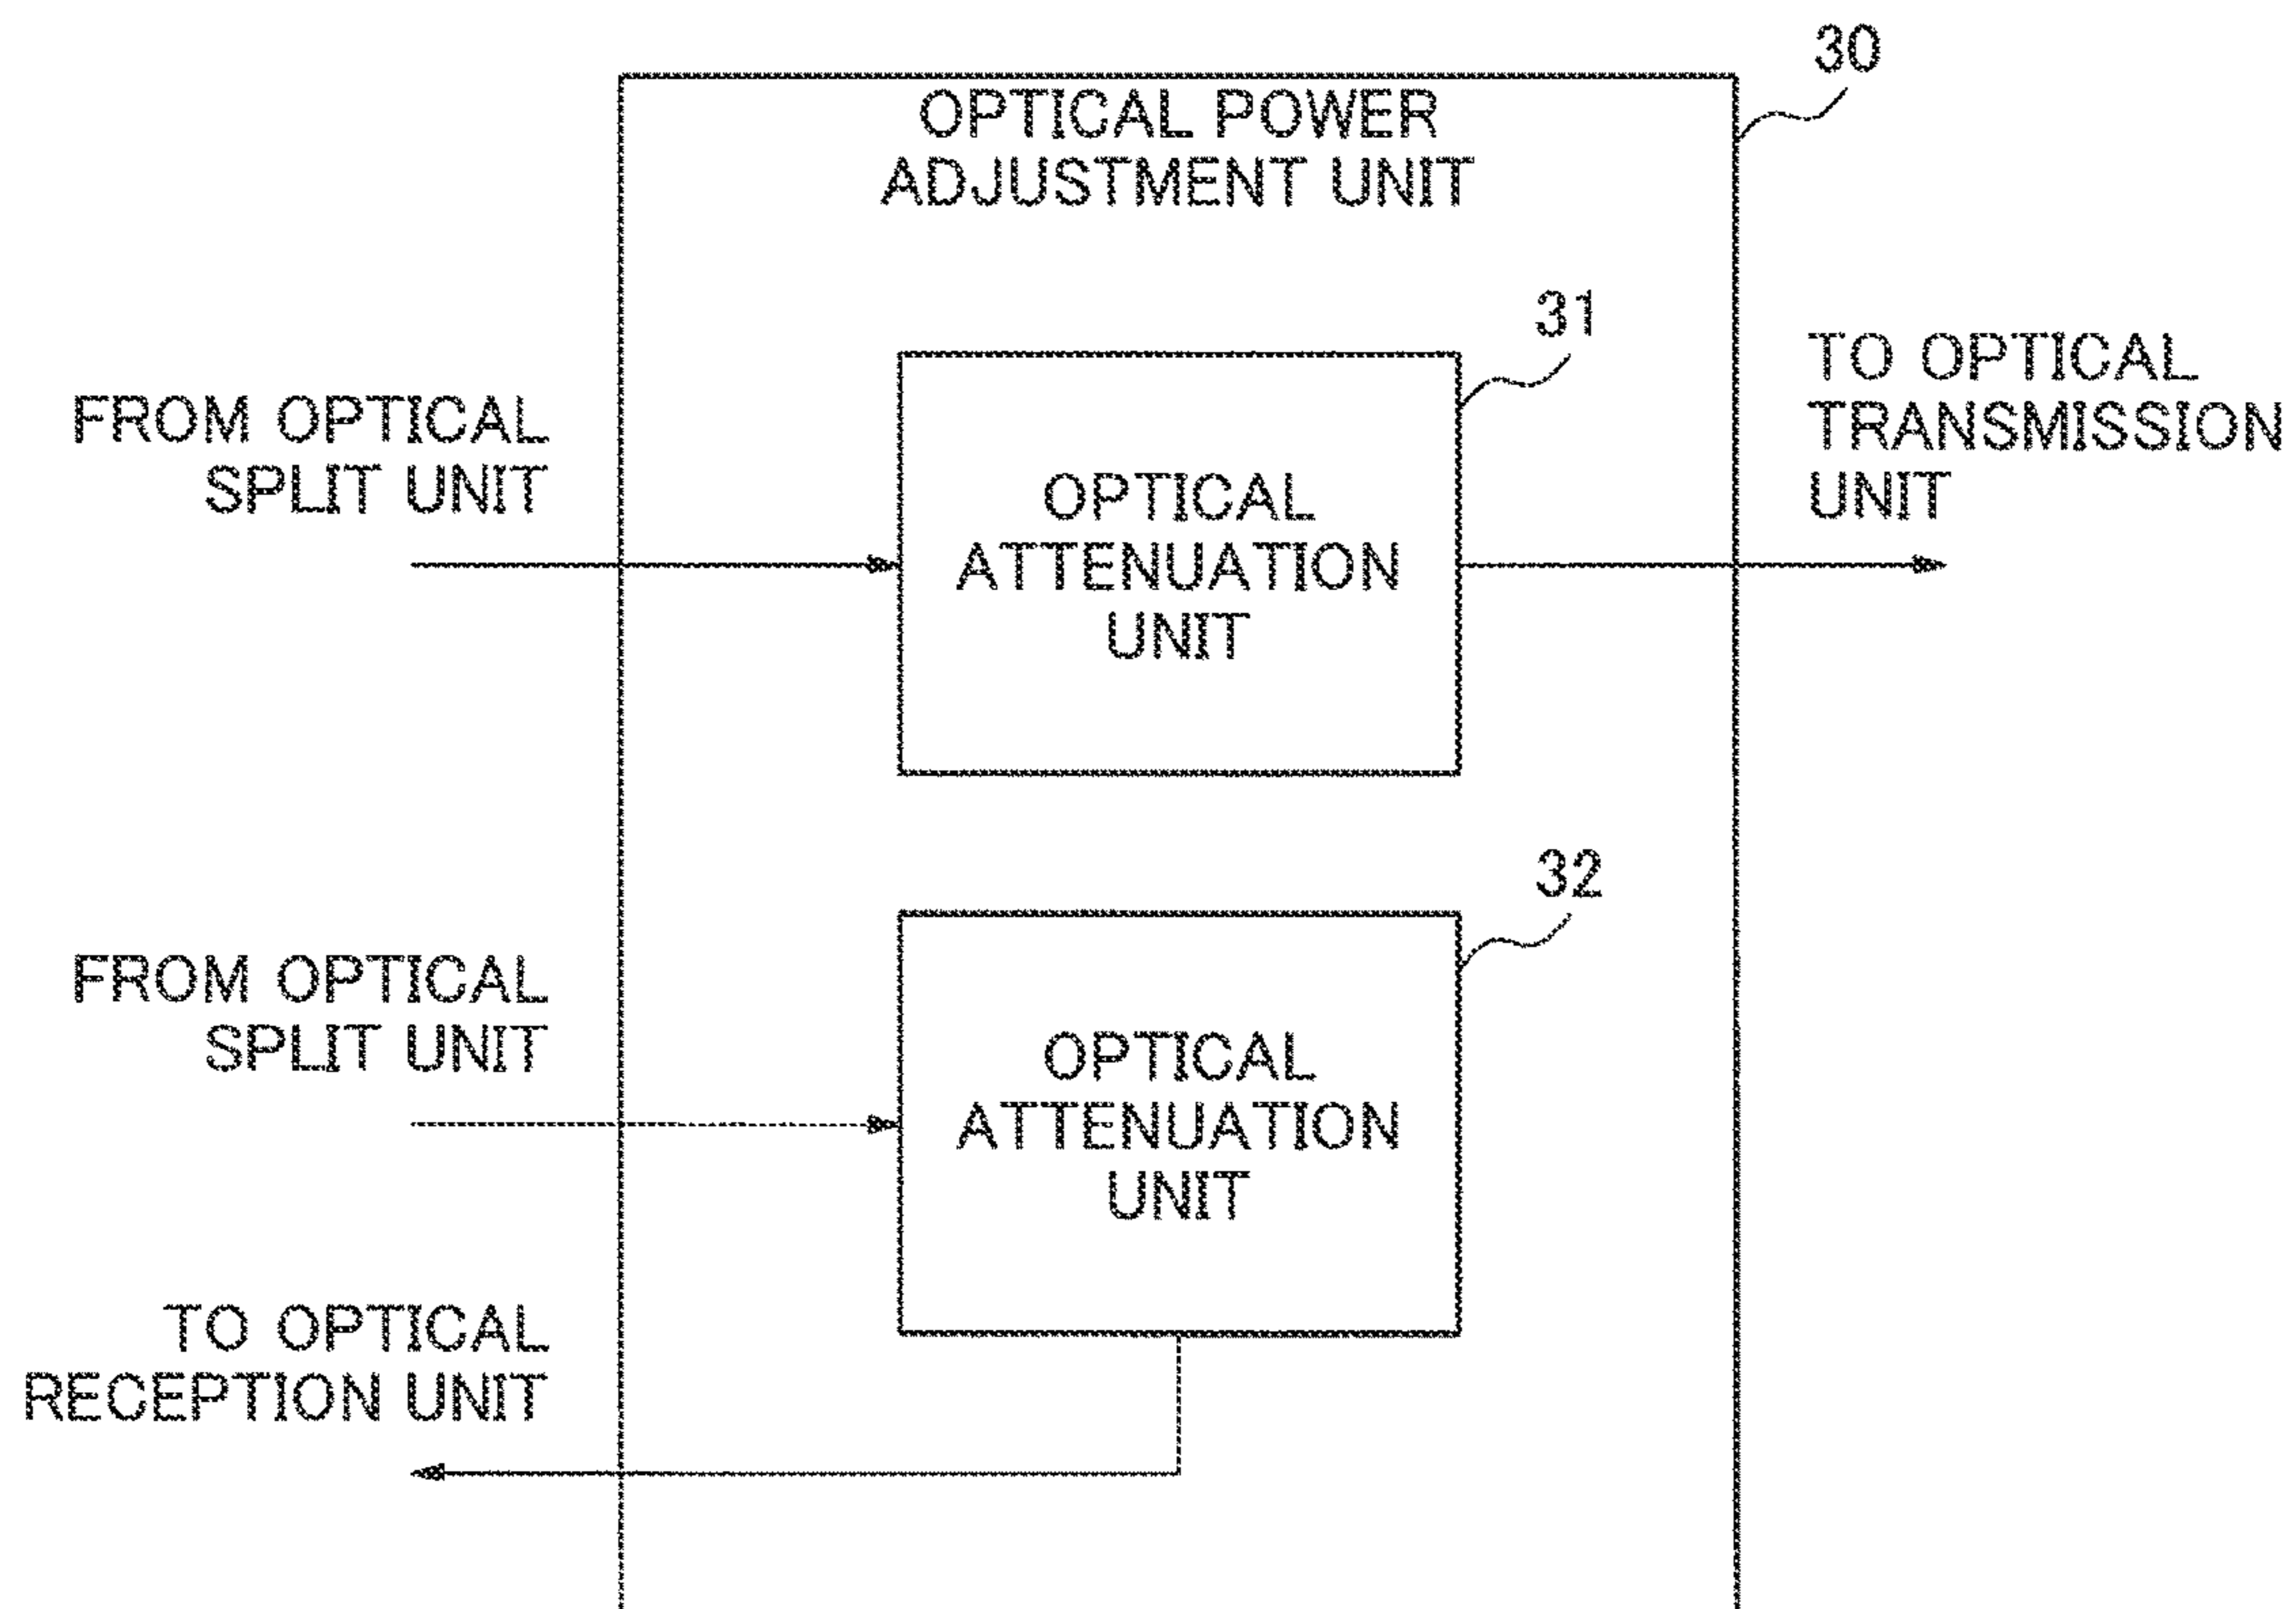 30
OPTICAL POWER
ADJUSTMENT UNIT
31
FROM OPTICAL
SPLIT UNIT
OPTICAL
ATTENUATION
UNIT
TO OPTICAL
TRANSMISSION
UNIT
32
FROM OPTICAL
SPLIT UNIT
OPTICAL
ATTENUATION
UNIT
TO OPTICAL
RECEPTION UNIT